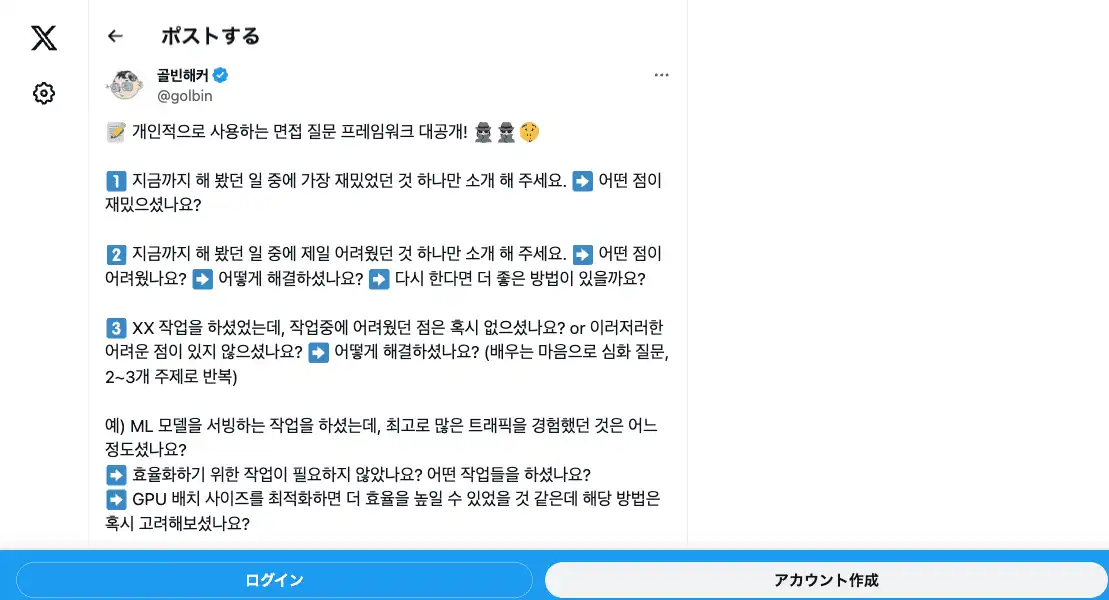 ポストする
골빈해커
@golbin
📝 개인적으로 사용하는 면접 질문 프레임워크 대공개! 🕵️🕵️🤫
1️⃣ 지금까지 해 봤던 일 중에 가장 재밌었던 것 하나만 소개 해 주세요. ➡️ 어떤 점이
재밌으셨나요?
2️⃣ 지금까지 해 봤던 일 중에 제일 어려웠던 것 하나만 소개 해 주세요. ➡️ 어떤 점이
어려웠나요? ➡️ 어떻게 해결하셨나요? ➡️ 다시 한다면 더 좋은 방법이 있을까요?
3️⃣ XX 작업을 하셨었는데, 작업중에 어려웠던 점은 혹시 없으셨나요? or 이러저러한
어려운 점이 있지 않으셨나요? ➡️ 어떻게 해결하셨나요? (배우는 마음으로 심화 질문,
2~3개 주제로 반복)
예) ML 모델을 서빙하는 작업을 하셨는데, 최고로 많은 트래픽을 경험했던 것은 어느
정도셨나요?
➡️ 효율화하기 위한 작업이 필요하지 않았나요? 어떤 작업들을 하셨나요?
➡️ GPU 배치 사이즈를 최적화하면 더 효율을 높일 수 있었을 것 같은데 해당 방법은
혹시 고려해보셨나요?
ログイン
アカウント作成